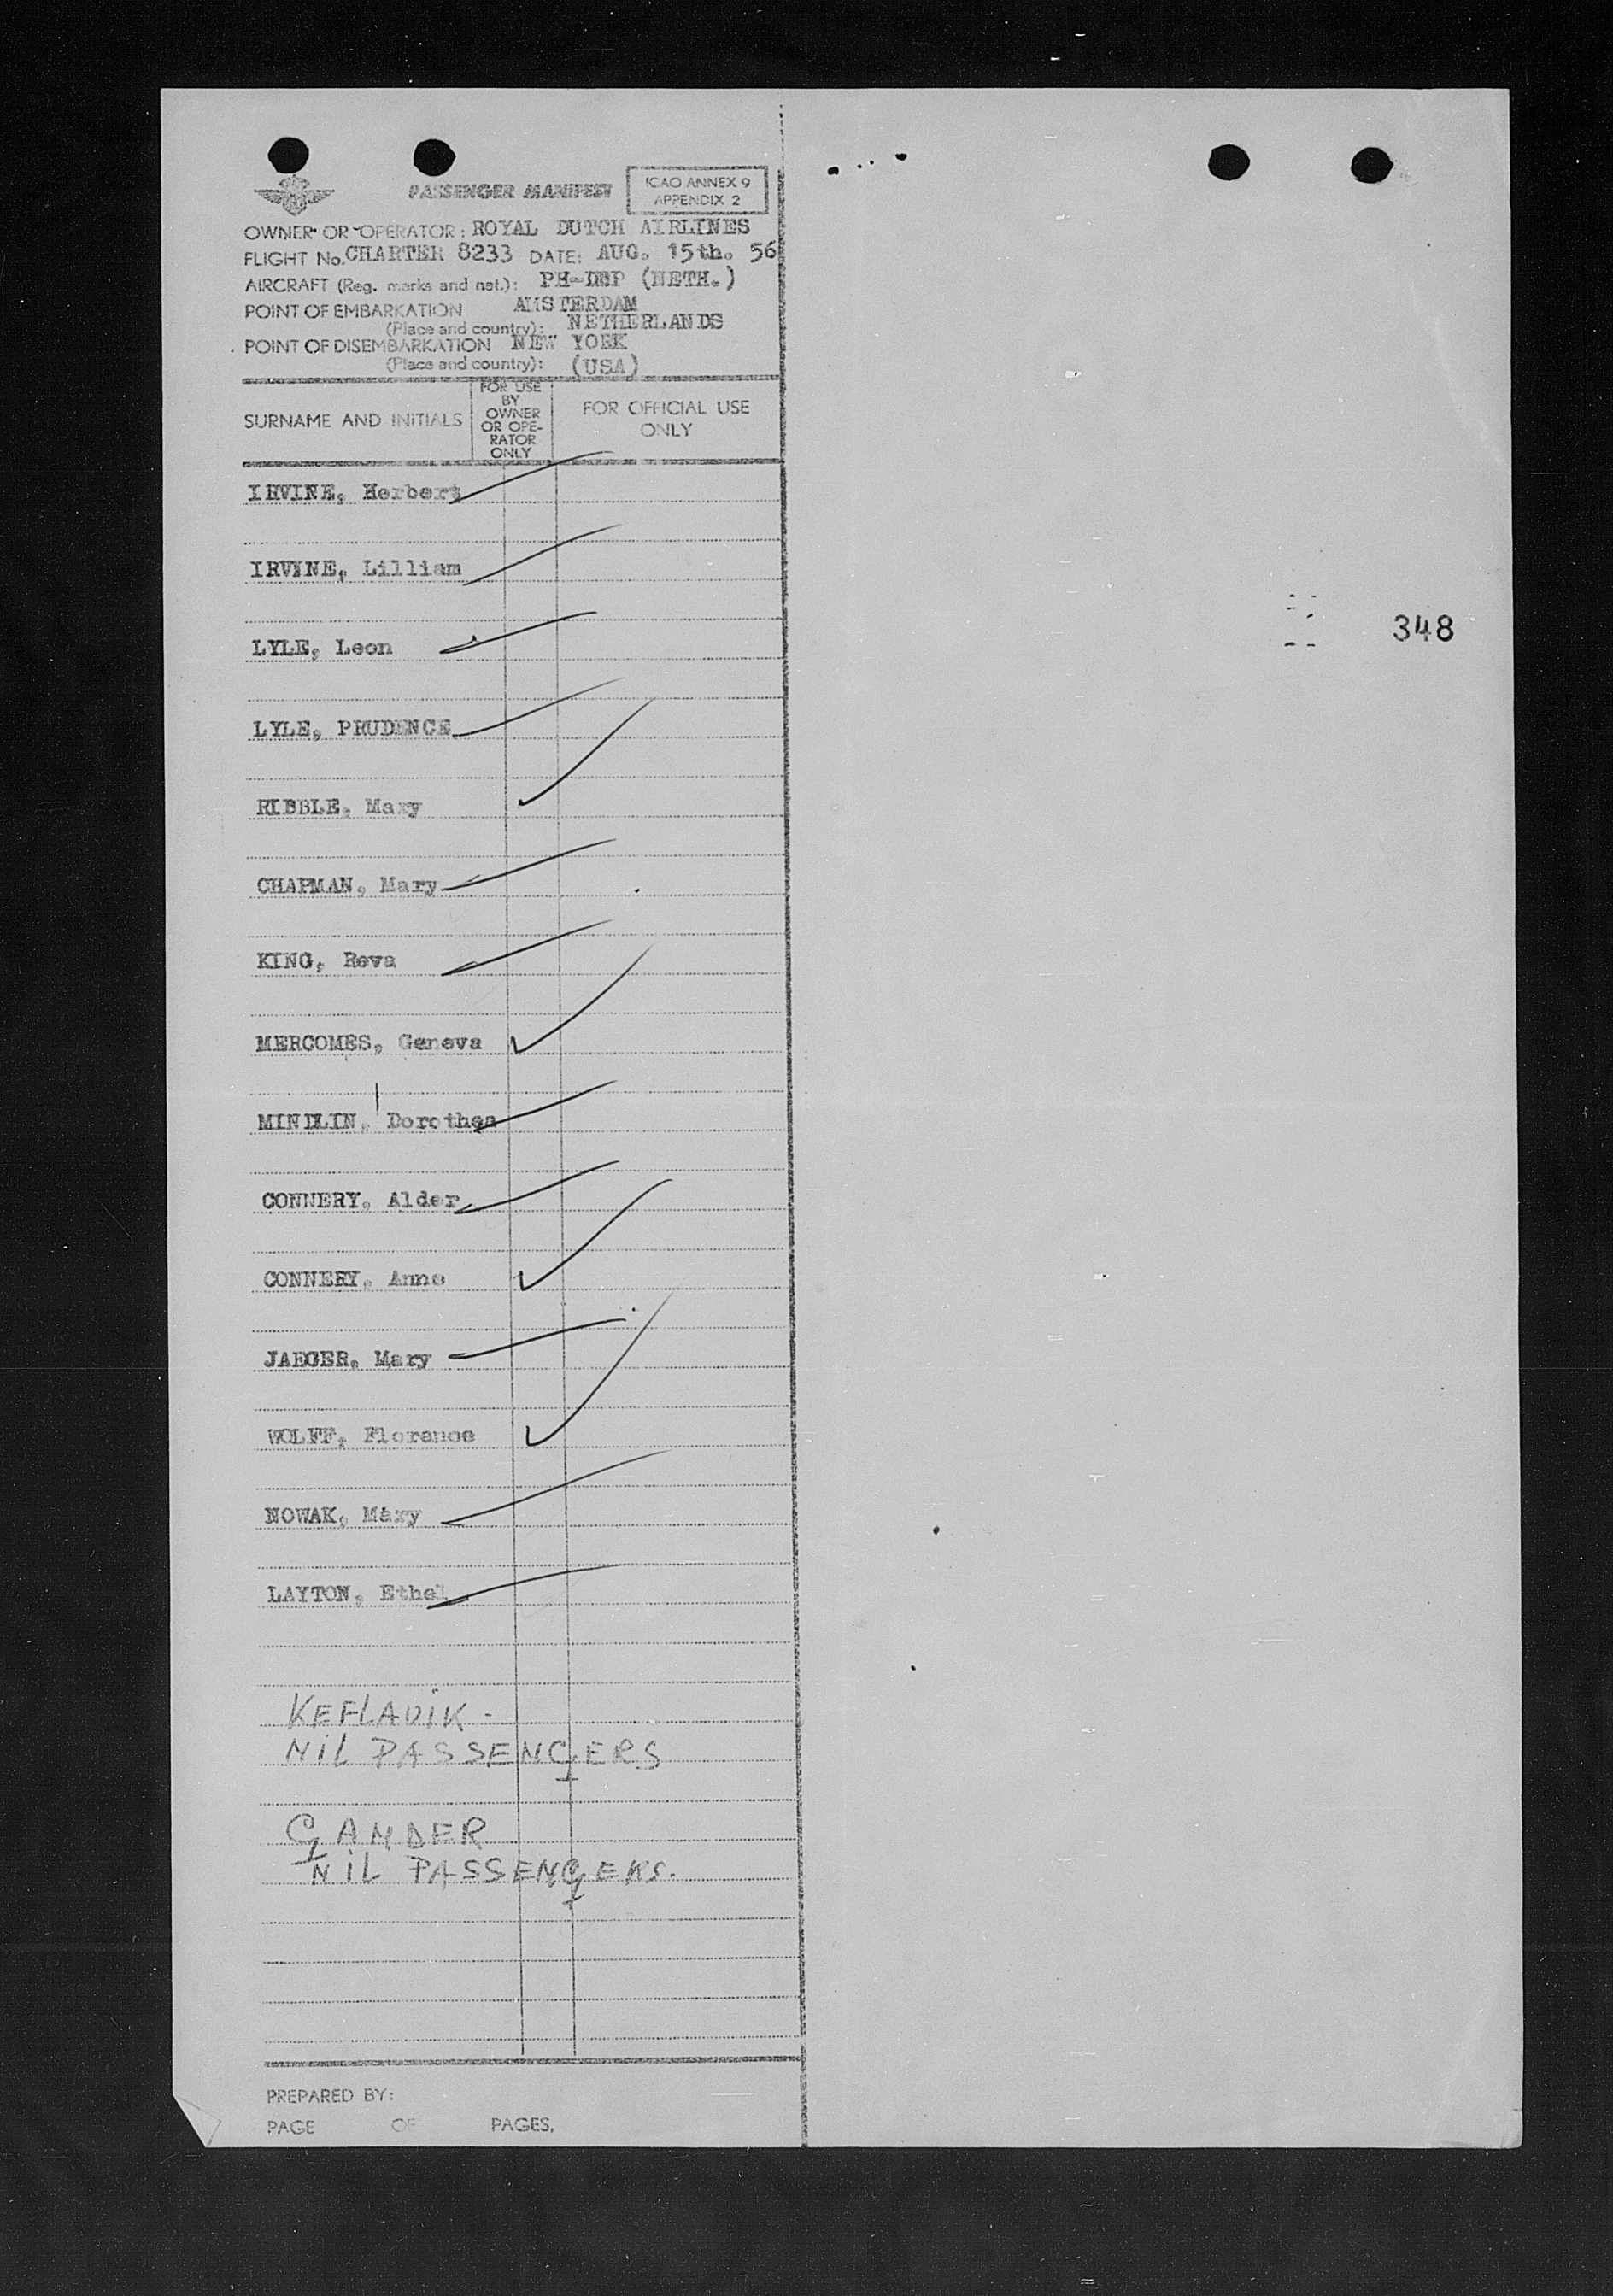 PASSENGER MANIFEST
ICAO ANNEX 9
APPENDIX 2
OWNER OR OPERATOR: ROYAL DUTCH AIRLINES
FLIGHT No. CHARTER 8233 DATE: AUG. 15th. 56
AIRCRAFT (Reg. marks and nat.): (NETH.)
POINT OF EMBARKATION AMSTERDAM
(Place and country): NETHERLANDS
POINT OF DISEMBARKATION NEW YORK
(Place and country): (USA)
SURNAME AND INITIALS
FOR USE
BY
OWNER
OR OPE-
RATOR
ONLY
FOR OFFICIAL USE
ONLY
IRVINE, Herbert
IRVINE, Lilliam
LYLE, Leon
348
LYLE, PRUDENCE
RIBBLE, Mary
CHAPMAN, Mary
KING, Reva
MERCOMES, Geneva
MINDLIN, Dorothea
CONNERY, Alder
CONNERY, Anne
JAEGER, Mary
WOLFF, Florence
NOWAK, Mary
LAYTON, Ethel
KEFLAVIK -
NIL PASSENGERS
GANDER
NIL PASSENGERS.
PREPARED BY:
PAGE OF PAGES.